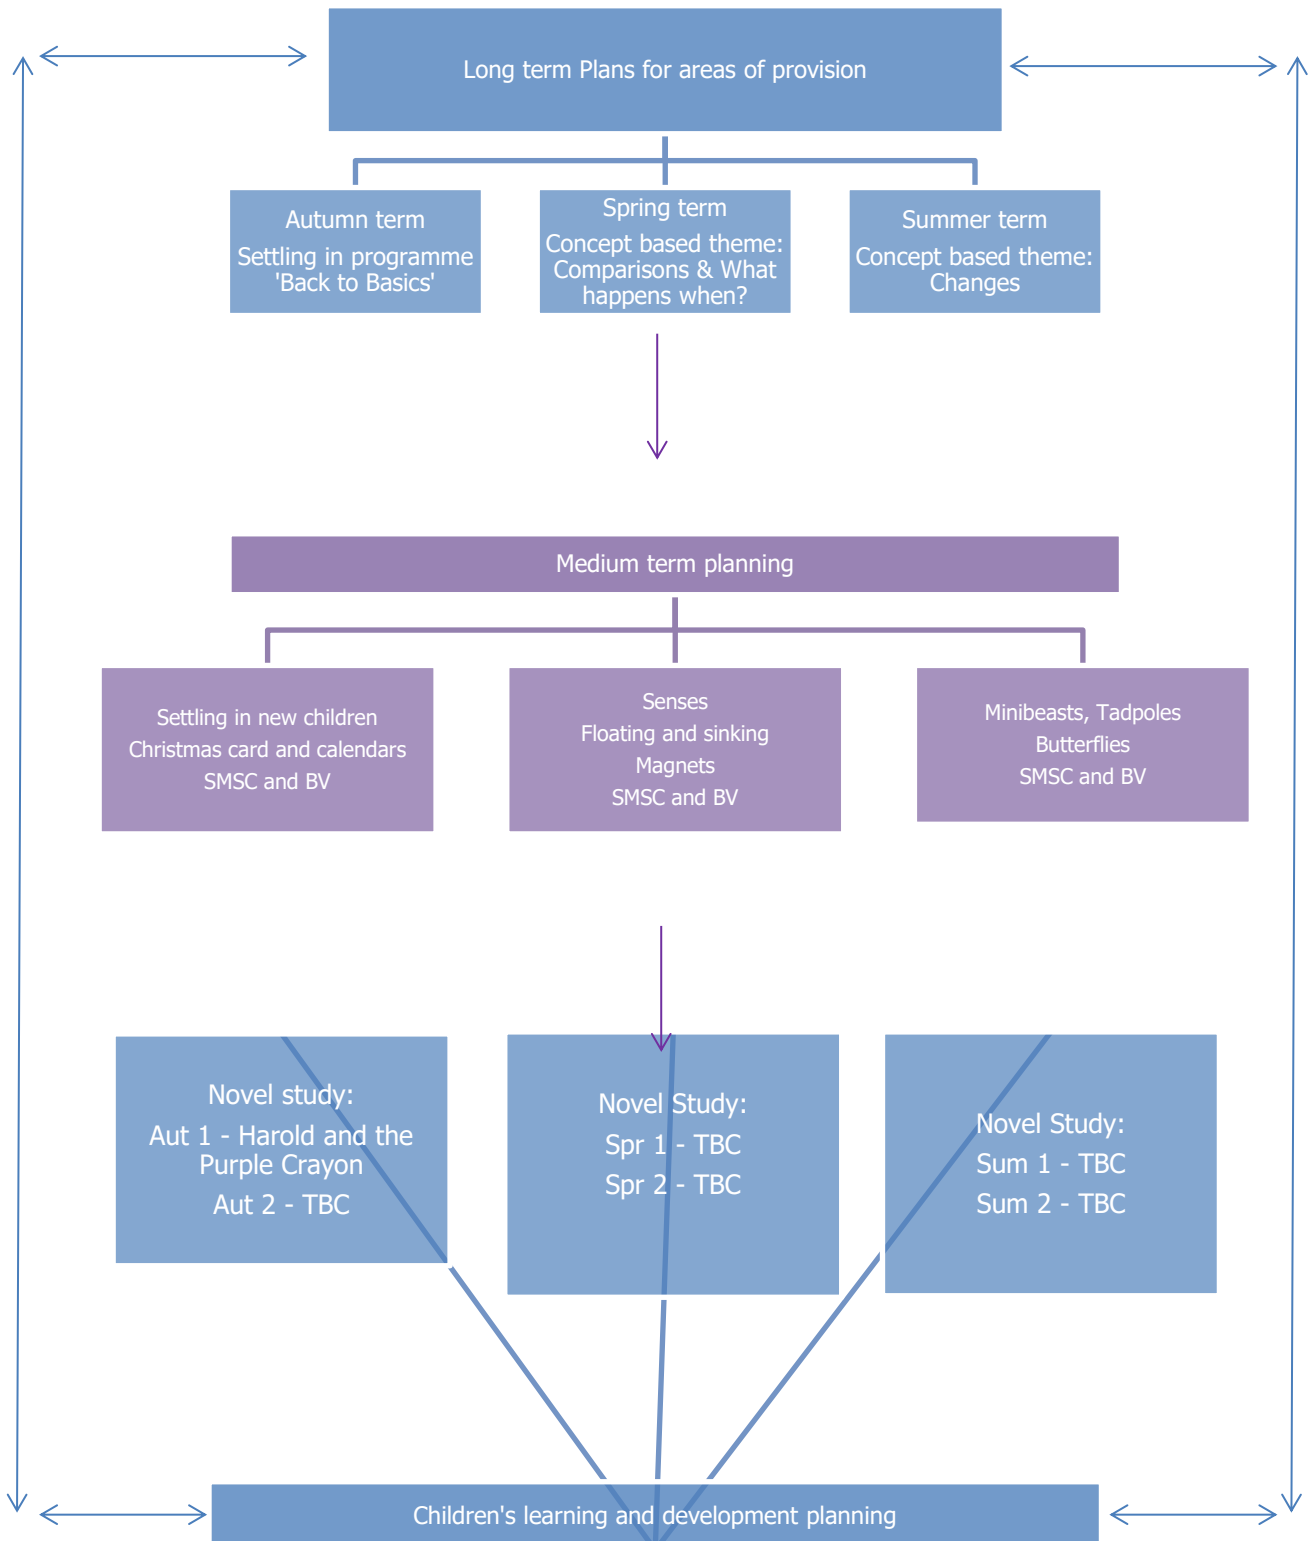 Long term Plans for areas of provision
Autumn term
Settling in programme
'Back to Basics'
Spring term
Concept based theme:
Comparisons & What
happens when?
Summer term
Concept based theme:
Changes
Medium term planning
Settling in new children
Christmas card and calendars
SMSC and BV
Senses
Floating and sinking
Magnets
SMSC and BV
Minibeasts, Tadpoles
Butterflies
SMSC and BV
Novel study:
Aut 1 - Harold and the
Purple Crayon
Aut 2 - TBC
Novel Study:
Spr 1 - TBC
Spr 2 - TBC
Novel Study:
Sum 1 - TBC
Sum 2 - TBC
Children's learning and development planning